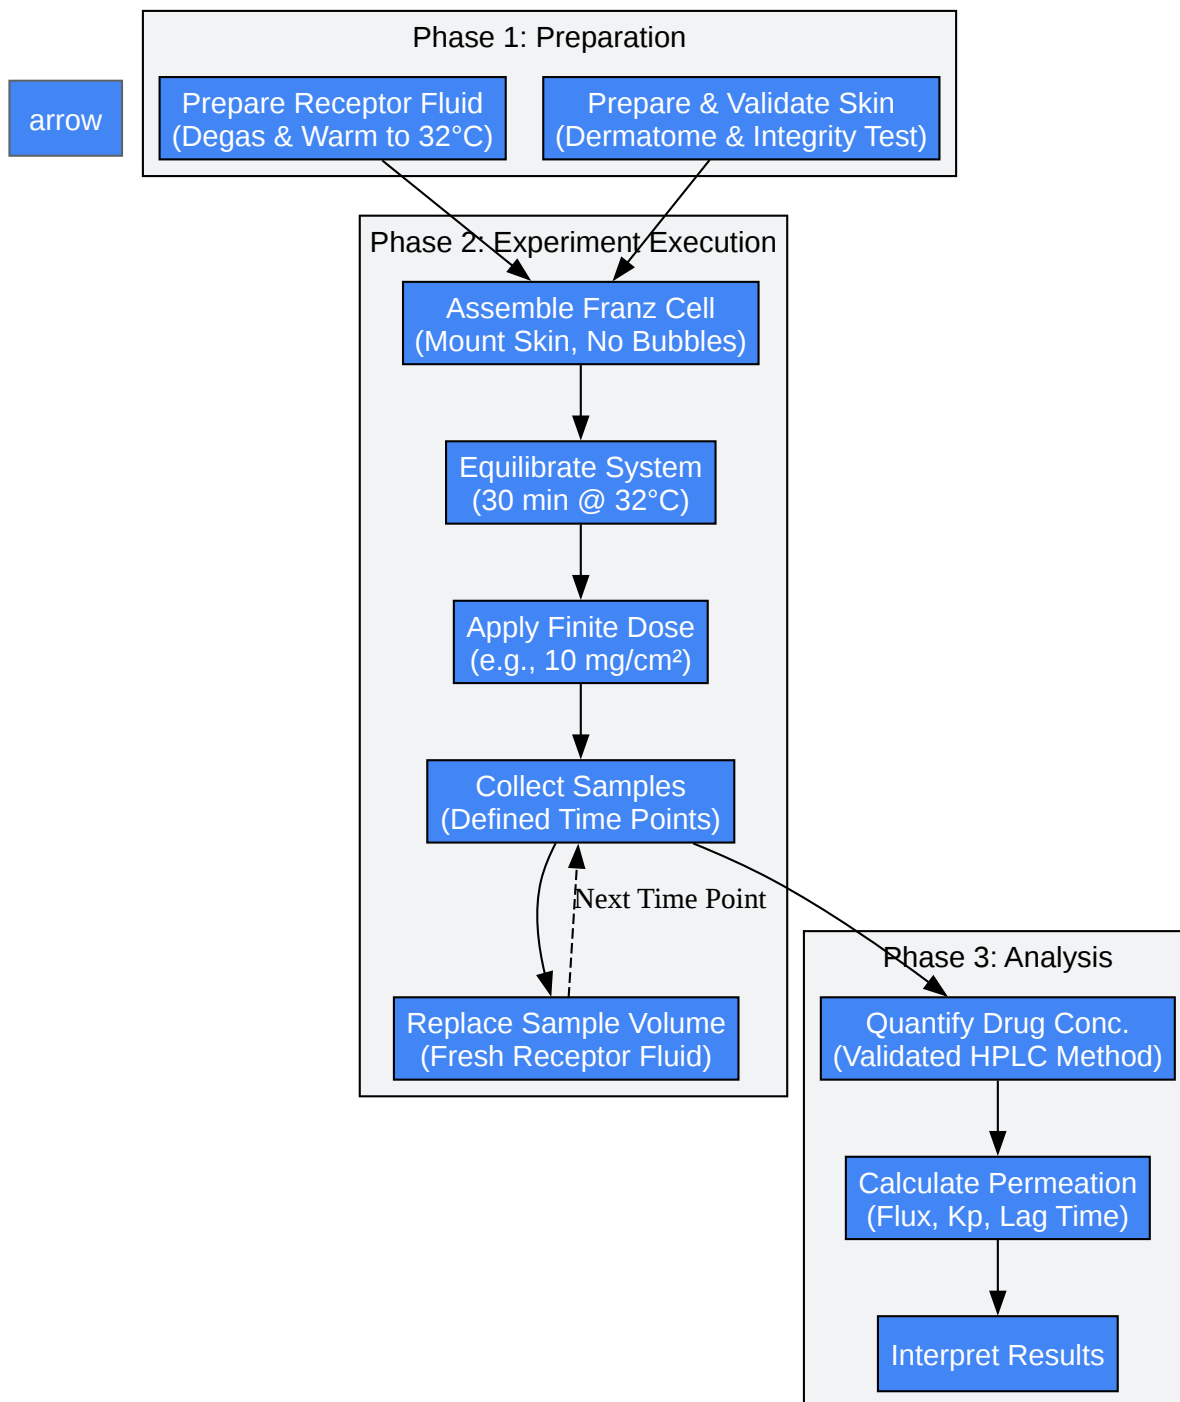 Phase 1: Preparation
arrow
Prepare Receptor Fluid
(Degas & Warm to 32°C)
Prepare & Validate Skin
(Dermatome & Integrity Test)
Phase 2: Experiment Execution
Assemble Franz Cell
(Mount Skin, No Bubbles)
Equilibrate System
(30 min @ 32°C)
Apply Finite Dose
(e.g., 10 mg/cm²)
Collect Samples
(Defined Time Points)
Next Time Point
Replace Sample Volume
(Fresh Receptor Fluid)
Phase 3: Analysis
Quantify Drug Conc.
(Validated HPLC Method)
Calculate Permeation
(Flux, Kp, Lag Time)
Interpret Results